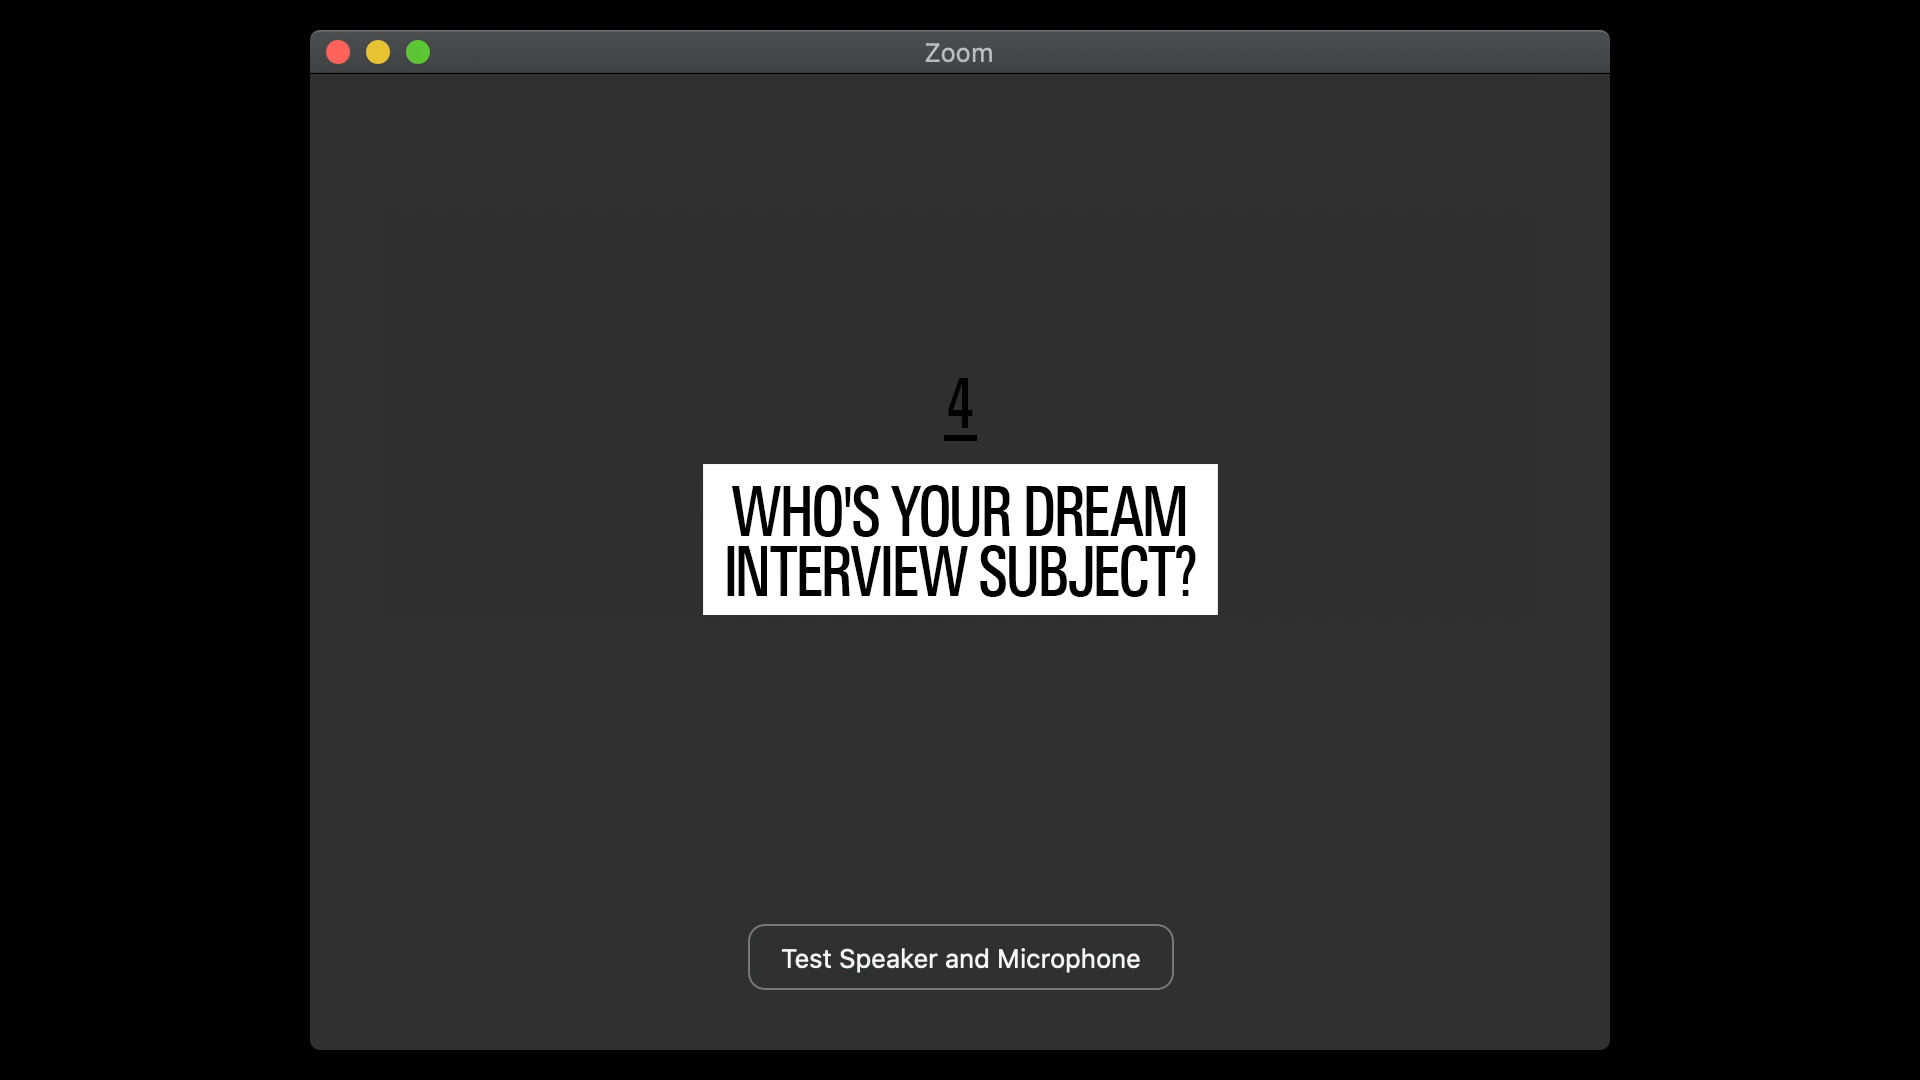 Zoom
4
WHO'S YOUR DREAM
INTERVIEW SUBJECT?
Test Speaker and Microphone